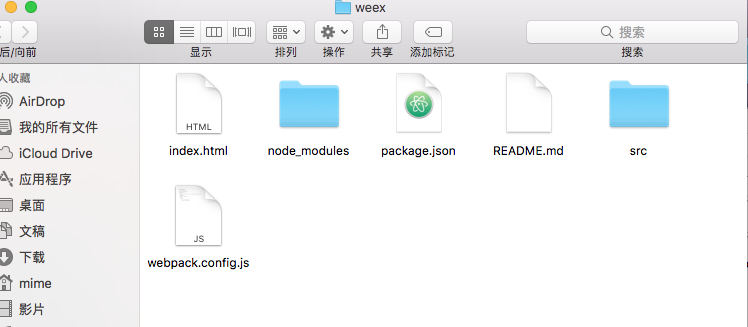 weex
后/向前
显示
排列
操作
共享
添加标记
搜索
搜索
人收藏
AirDrop
我的所有文件
iCloud Drive
应用程序
桌面
文稿
下载
mime
影片
HTML
index.html
node_modules
package.json
README.md
src
JS
webpack.config.js